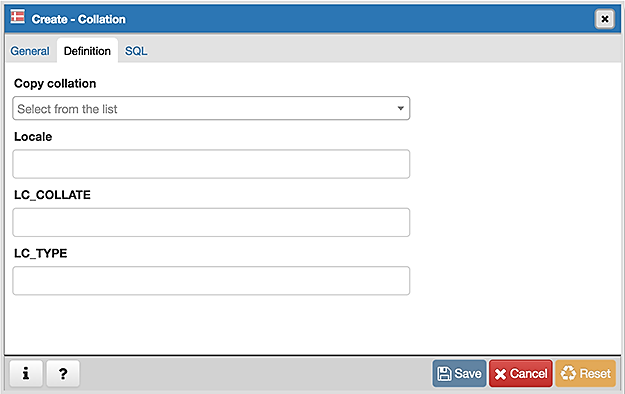 Create - Collation
General Definition SQL
Copy collation
Select from the list
Locale
LC_COLLATE
LC_TYPE
i ? Save Cancel Reset